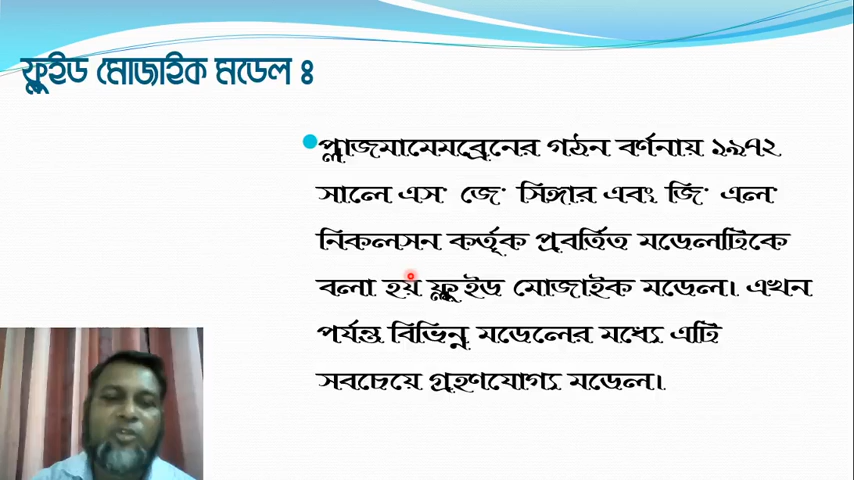 ফ্লুইড মোজাইক মডেল ঃ
প্লাজমামেমব্রেনের গঠন বর্ণনায় ১৯৭২
সালে এস জে সিঙ্গার এবং জি এল
নিকলসন কর্তৃক প্রবর্তিত মডেলটিকে
বলা হয় ফ্লুইড মোজাইক মডেল। এখন
পর্যন্ত বিভিন্ন মডেলের মধ্যে এটি
সবচেয়ে গ্রহণযোগ্য মডেল।